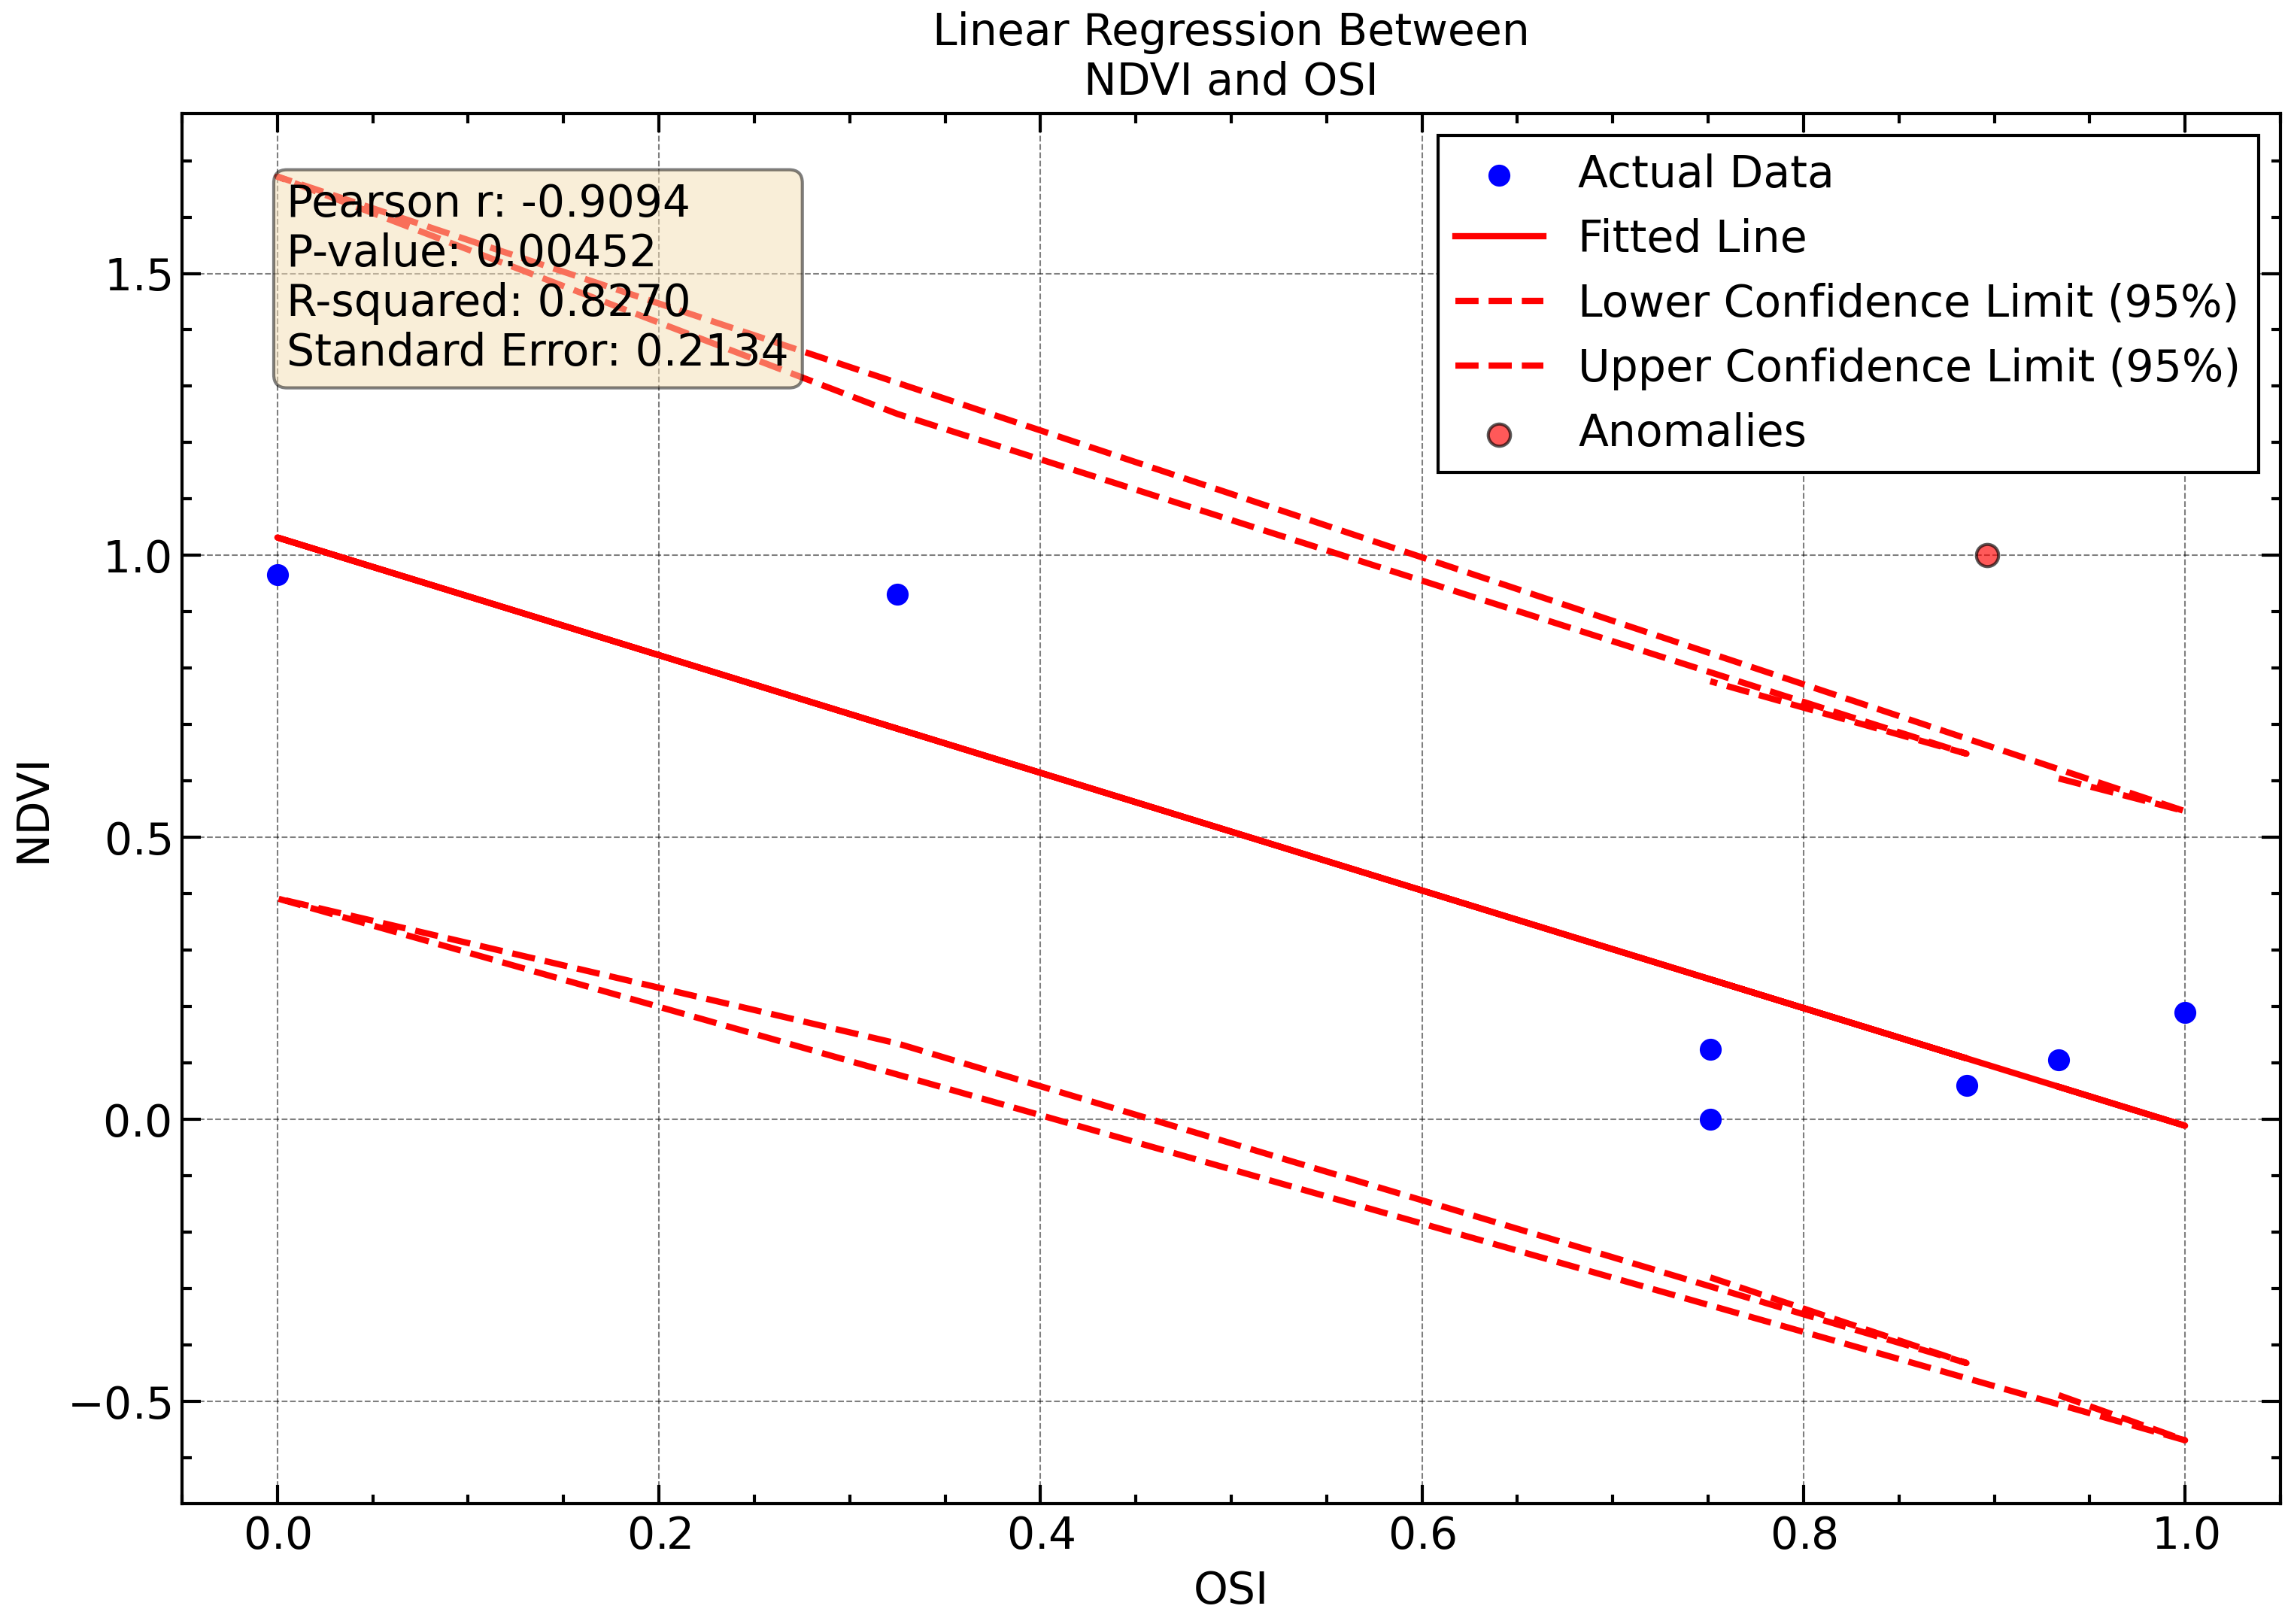 Linear Regression Between
NDVI and OSI
Pearson r: -0.9094
P-value: 0.00452
R-squared: 0.8270
Standard Error: 0.2134
Actual Data
Fitted Line
Lower Confidence Limit (95%)
Upper Confidence Limit (95%)
Anomalies
NDVI
1.5
1.0
0.5
0.0
−0.5
0.0 0.2 0.4 0.6 0.8 1.0
OSI